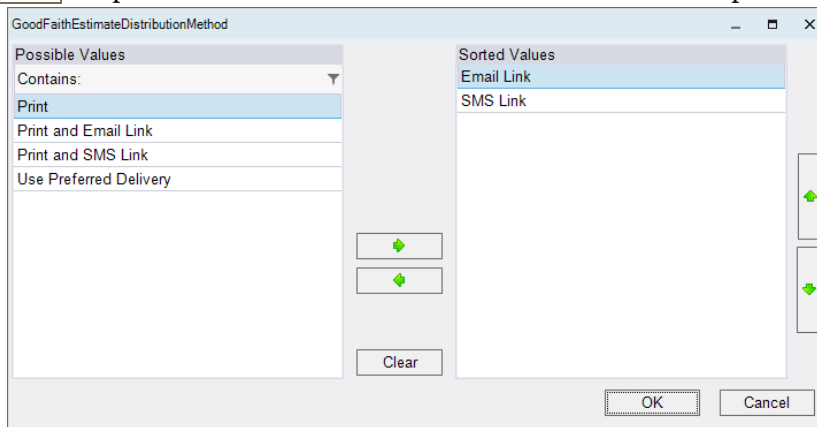 GoodFaithEstimateDistributionMethod
Possible Values
Contains:
Print
Print and Email Link
Print and SMS Link
Use Preferred Delivery
Sorted Values
Email Link
SMS Link
Clear
OK
Cancel